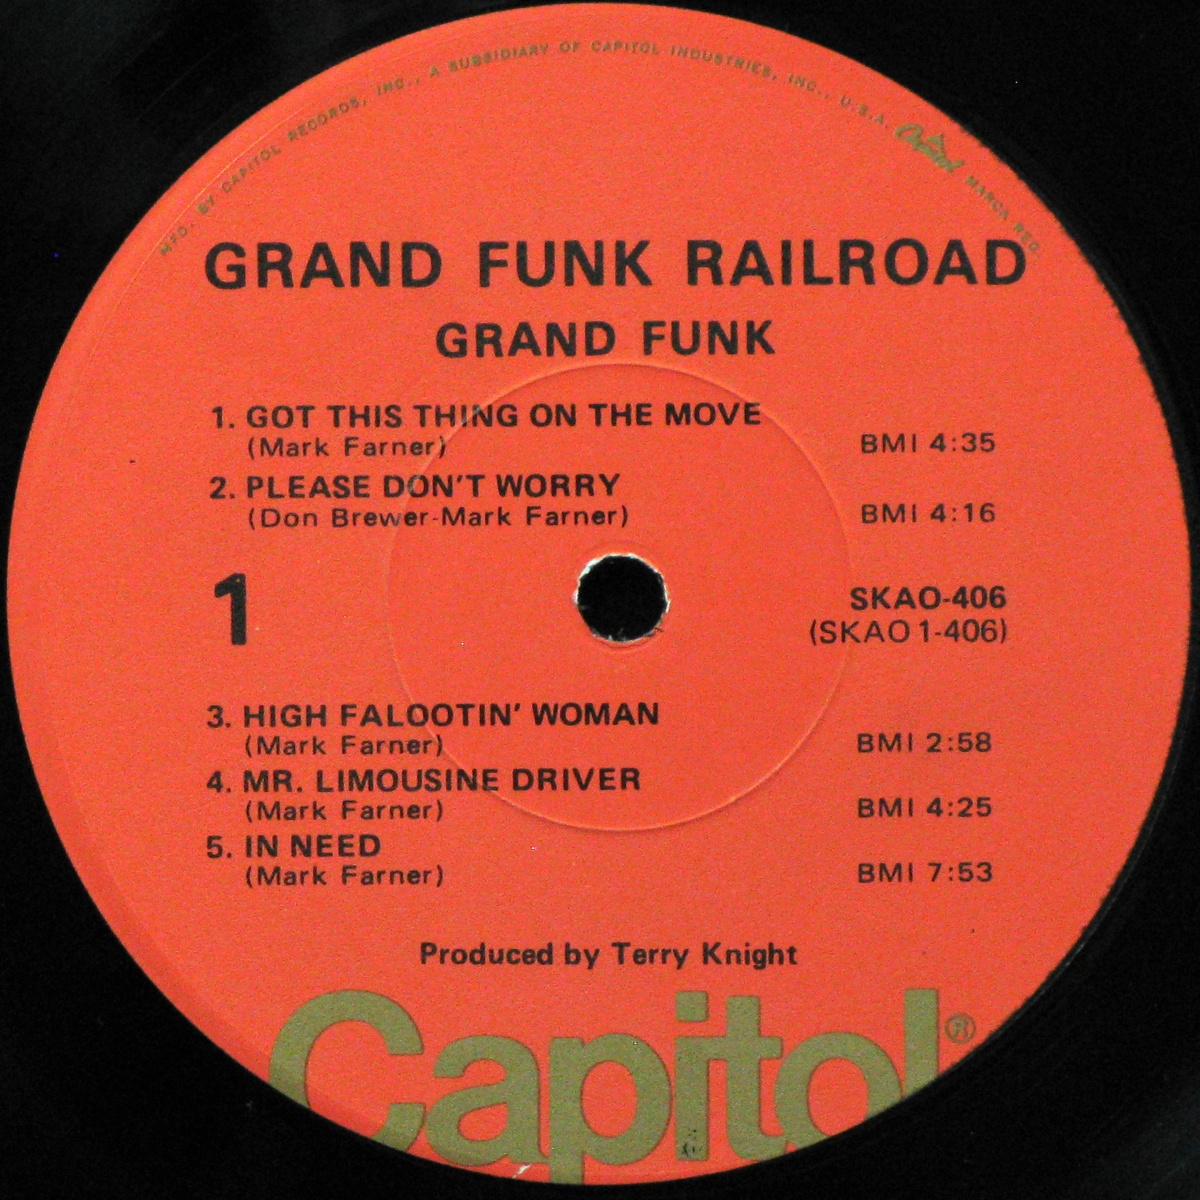 MFD. BY CAPITOL RECORDS, INC., A SUBSIDIARY OF CAPITOL INDUSTRIES, INC., U.S.A. Capitol MARCA REG.
GRAND FUNK RAILROAD
GRAND FUNK
1. GOT THIS THING ON THE MOVE
(Mark Farner) BMI 4:35
2. PLEASE DON'T WORRY
(Don Brewer-Mark Farner) BMI 4:16
1
SKAO-406
(SKAO 1-406)
3. HIGH FALOOTIN' WOMAN
(Mark Farner) BMI 2:58
4. MR. LIMOUSINE DRIVER
(Mark Farner) BMI 4:25
5. IN NEED
(Mark Farner) BMI 7:53
Produced by Terry Knight
Capitol®